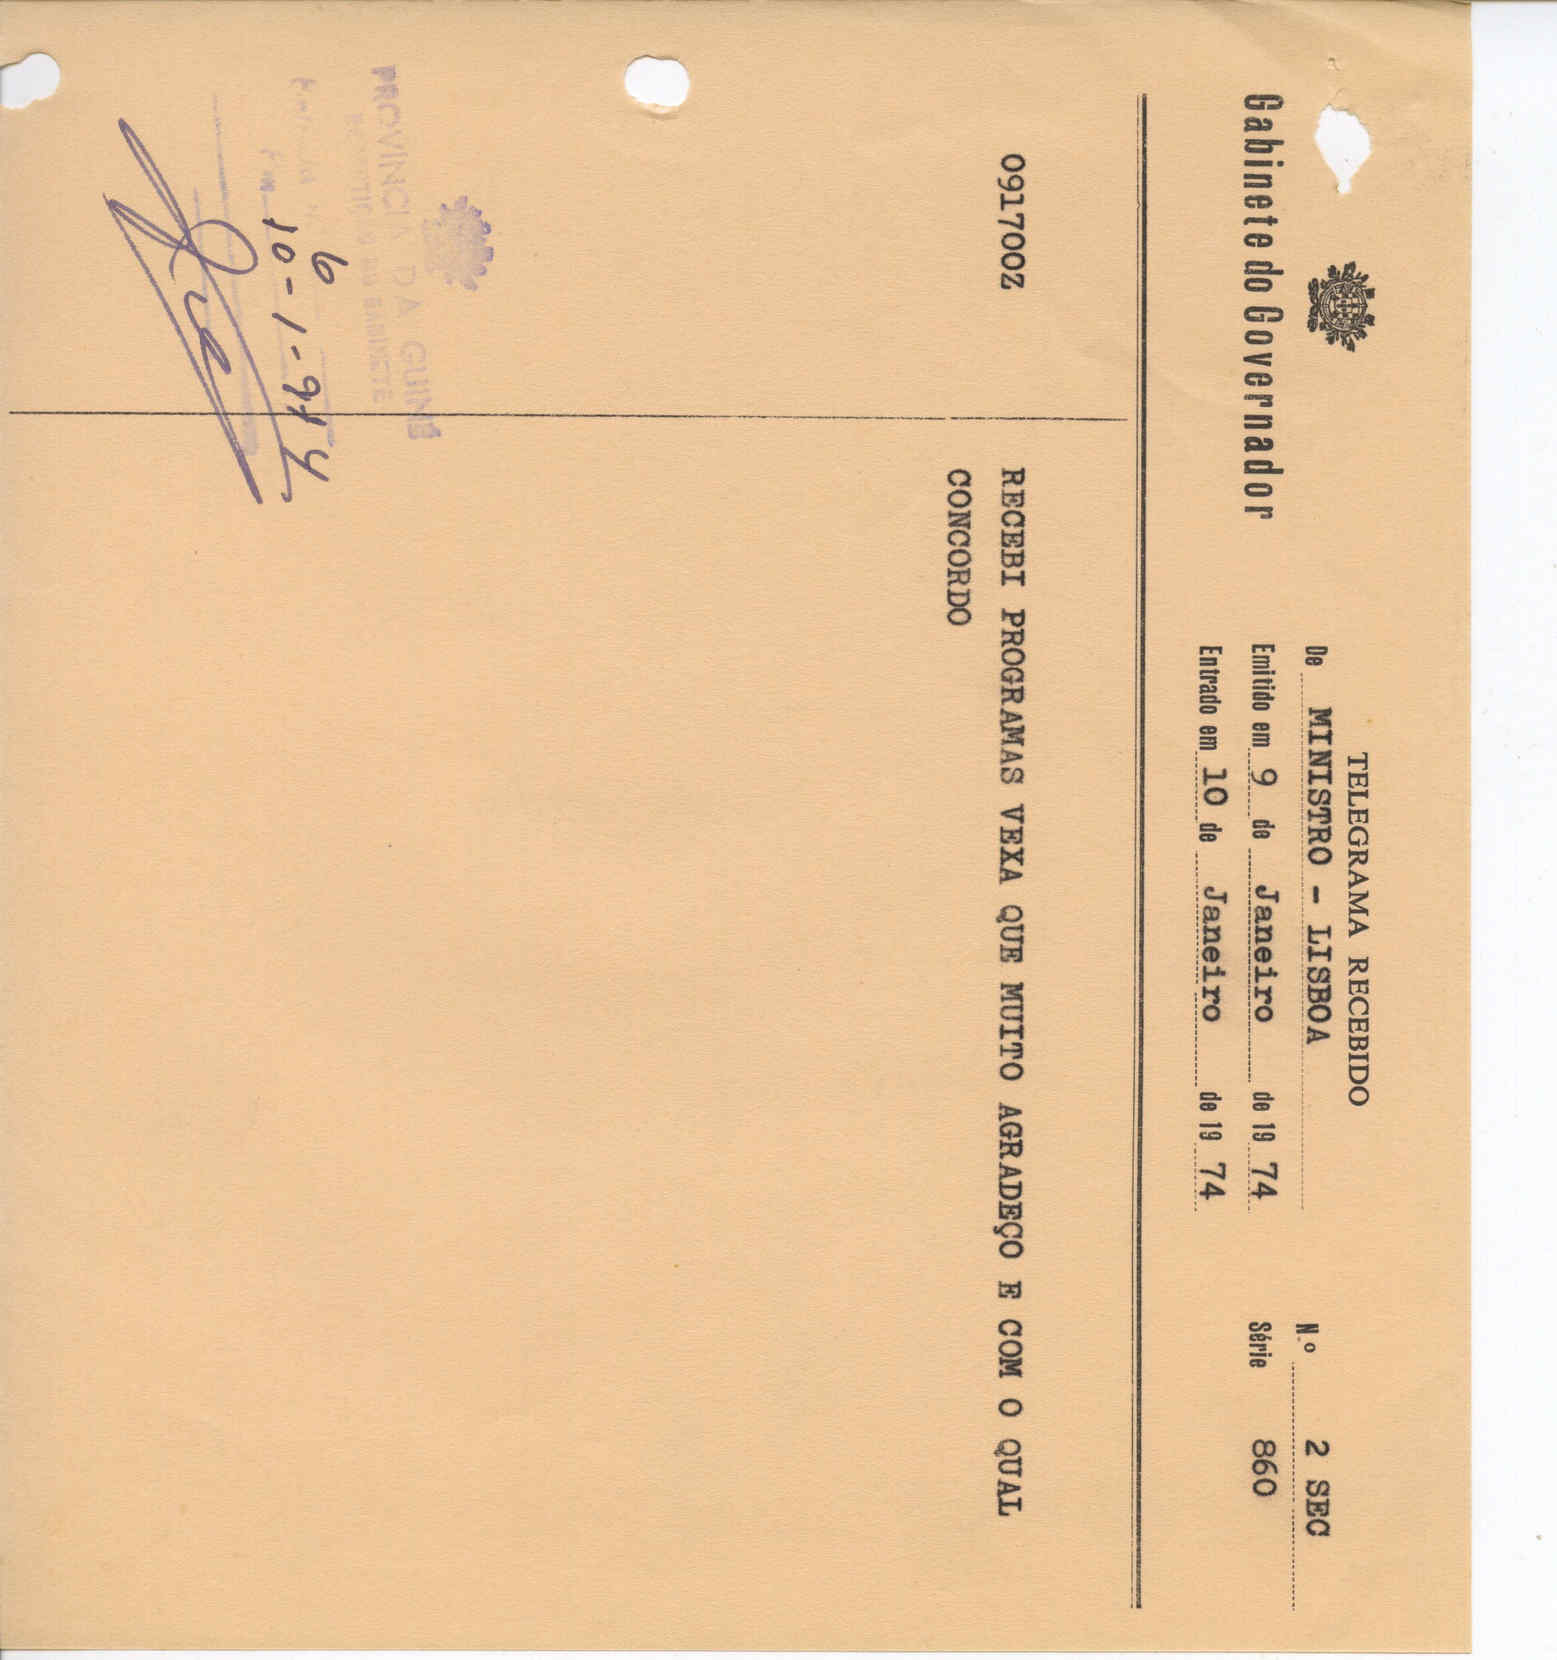 TELEGRAMA RECEBIDO
Gabinete do Governador
De MINISTRO - LISBOA
N.º 2 SEC
Emitido em 9 de Janeiro de 19 74
Série 860
Entrado em 10 de Janeiro de 19 74
091700Z
RECEBI PROGRAMAS VEXA QUE MUITO AGRADEÇO E COM O QUAL
CONCORDO
PROVINCIA DA GUINÉ
GABINETE
6
10-1-974